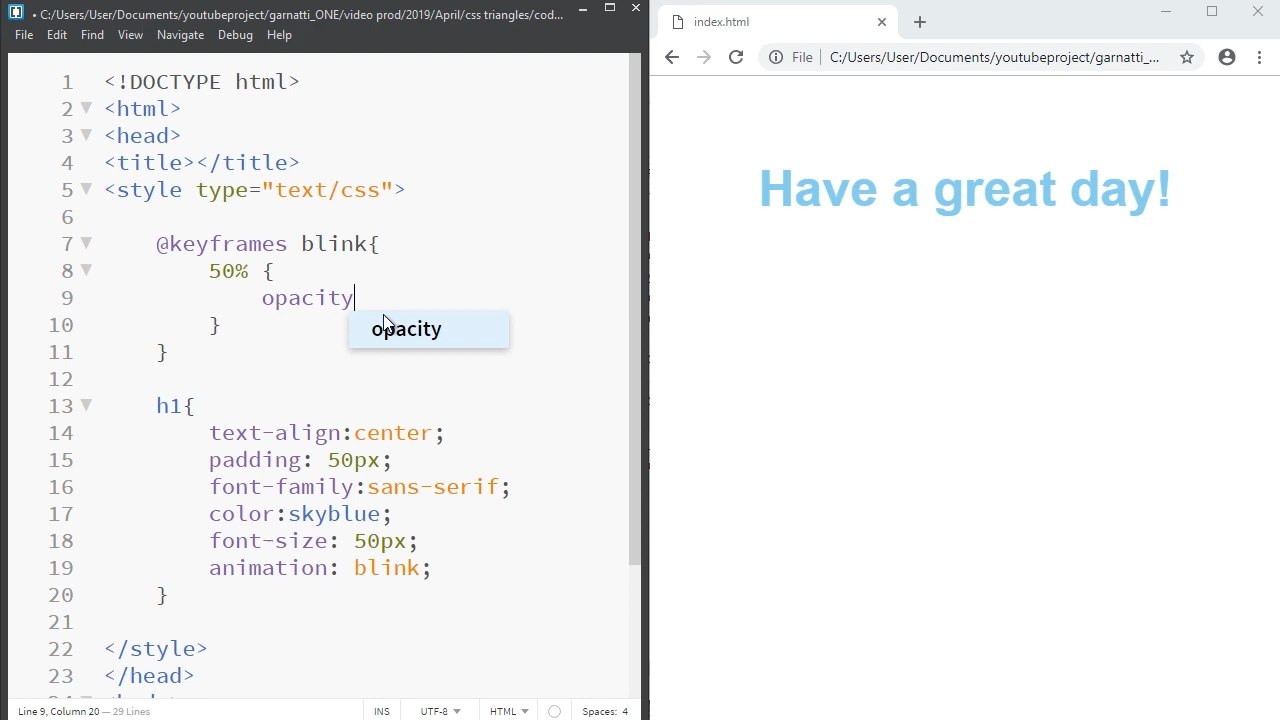 • C:/Users/User/Documents/youtubeproject/garnatti_ONE/video prod/2019/April/css triangles/cod...
File Edit Find View Navigate Debug Help
1 <!DOCTYPE html>
2 <html>
3 <head>
4 <title></title>
5 <style type="text/css">
6
7 @keyframes blink{
8 50% {
9 opacity
opacity
10 }
11 }
12
13 h1{
14 text-align:center;
15 padding: 50px;
16 font-family:sans-serif;
17 color:skyblue;
18 font-size: 50px;
19 animation: blink;
20 }
21
22 </style>
23 </head>
Line 9, Column 20 — 29 Lines INS UTF-8 HTML Spaces: 4
index.html
File C:/Users/User/Documents/youtubeproject/garnatti_...
Have a great day!